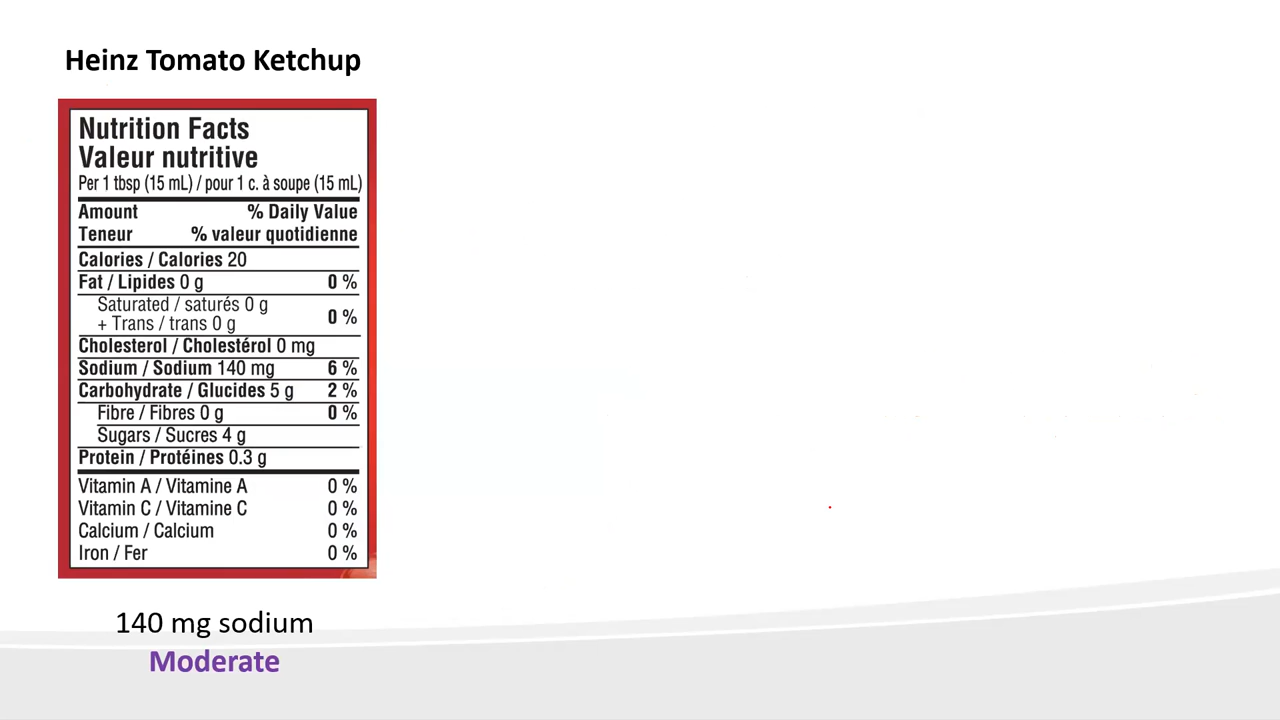 Heinz Tomato Ketchup
Nutrition Facts
Valeur nutritive
Per 1 tbsp (15 mL) / pour 1 c. à soupe (15 mL)
Amount % Daily Value
Teneur % valeur quotidienne
Calories / Calories 20
Fat / Lipides 0 g 0 %
Saturated / saturés 0 g
+ Trans / trans 0 g 0 %
Cholesterol / Cholestérol 0 mg
Sodium / Sodium 140 mg 6 %
Carbohydrate / Glucides 5 g 2 %
Fibre / Fibres 0 g 0 %
Sugars / Sucres 4 g
Protein / Protéines 0.3 g
Vitamin A / Vitamine A 0 %
Vitamin C / Vitamine C 0 %
Calcium / Calcium 0 %
Iron / Fer 0 %
140 mg sodium
Moderate